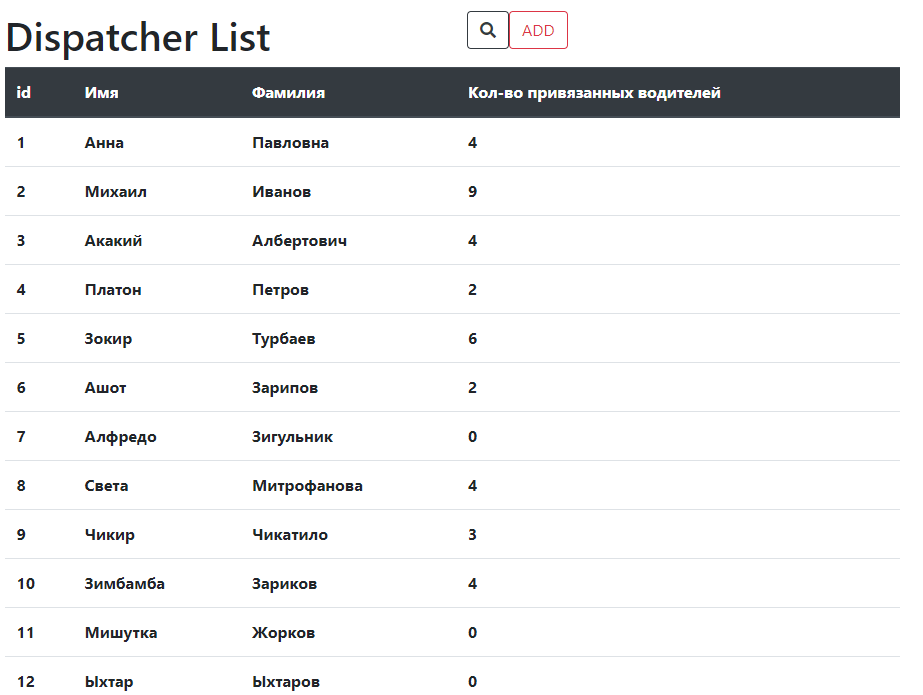 Dispatcher List ADD
id Имя Фамилия Кол-во привязанных водителей
1 Анна Павловна 4
2 Михаил Иванов 9
3 Акакий Албертович 4
4 Платон Петров 2
5 Зокир Турбаев 6
6 Ашот Зарипов 2
7 Алфредо Зигульник 0
8 Света Митрофанова 4
9 Чикир Чикатило 3
10 Зимбамба Зариков 4
11 Мишутка Жорков 0
12 Ыхтар Ыхтаров 0